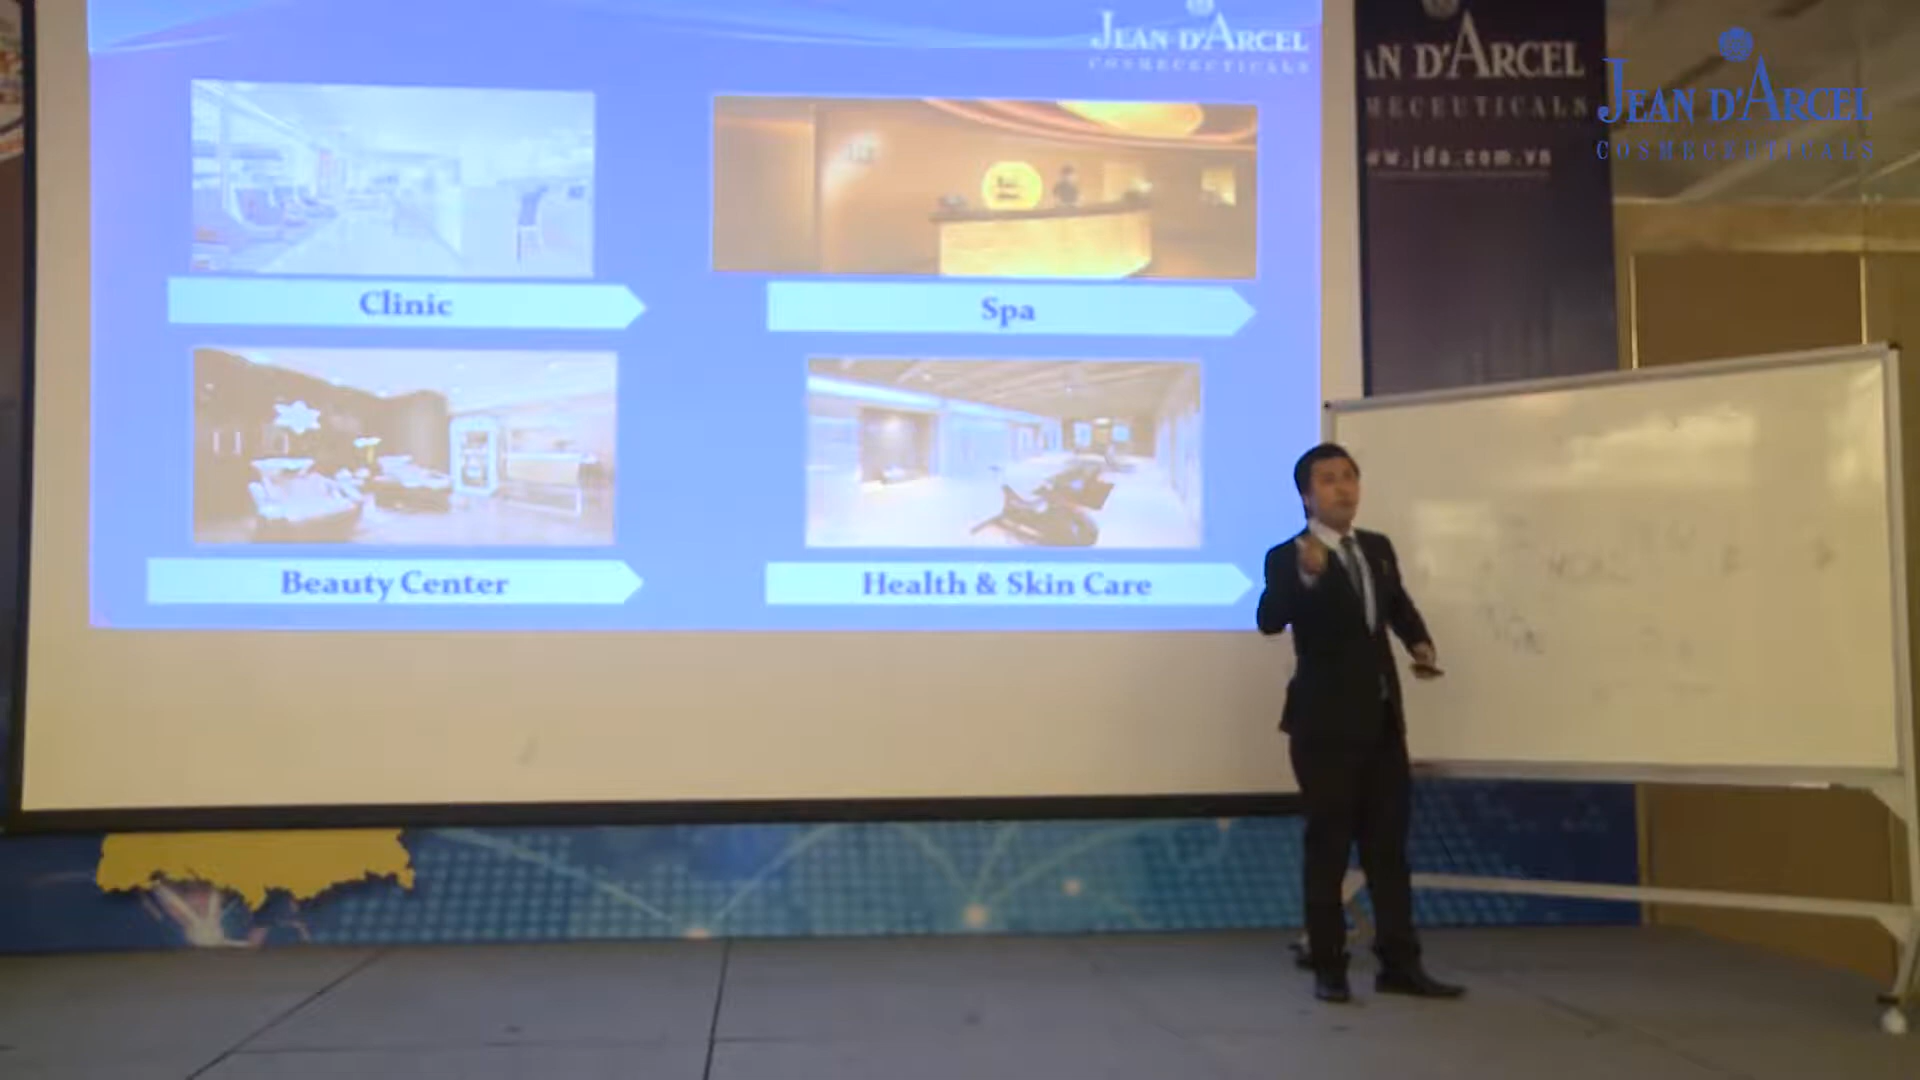 JEAN D'ARCEL
COSMECEUTICALS
Clinic
Spa
Beauty Center
Health & Skin Care
AN D'ARCEL
MECEUTICALS
ww.jda.com.vn
JEAN D'ARCEL
COSMECEUTICALS